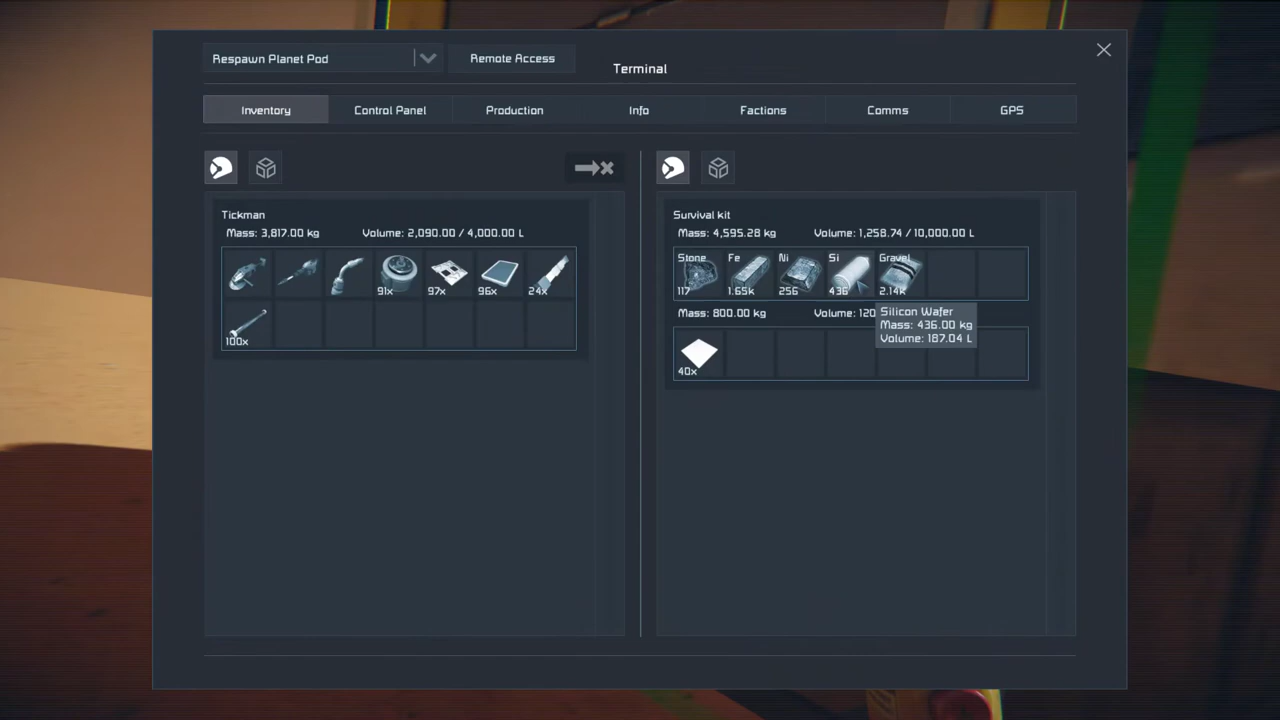 Respawn Planet Pod
Remote Access
Terminal
Inventory
Control Panel
Production
Info
Factions
Comms
GPS
Tickman
Mass: 3,817.00 kg Volume: 2,090.00 / 4,000.00 L
91x 97x 96x 24x
100x
Survival kit
Mass: 4,595.28 kg Volume: 1,258.74 / 10,000.00 L
Stone Fe Ni Si Gravel
117 1.65k 256 436 2.14k
Mass: 800.00 kg Volume: 120
40x
Silicon Wafer
Mass: 436.00 kg
Volume: 187.04 L